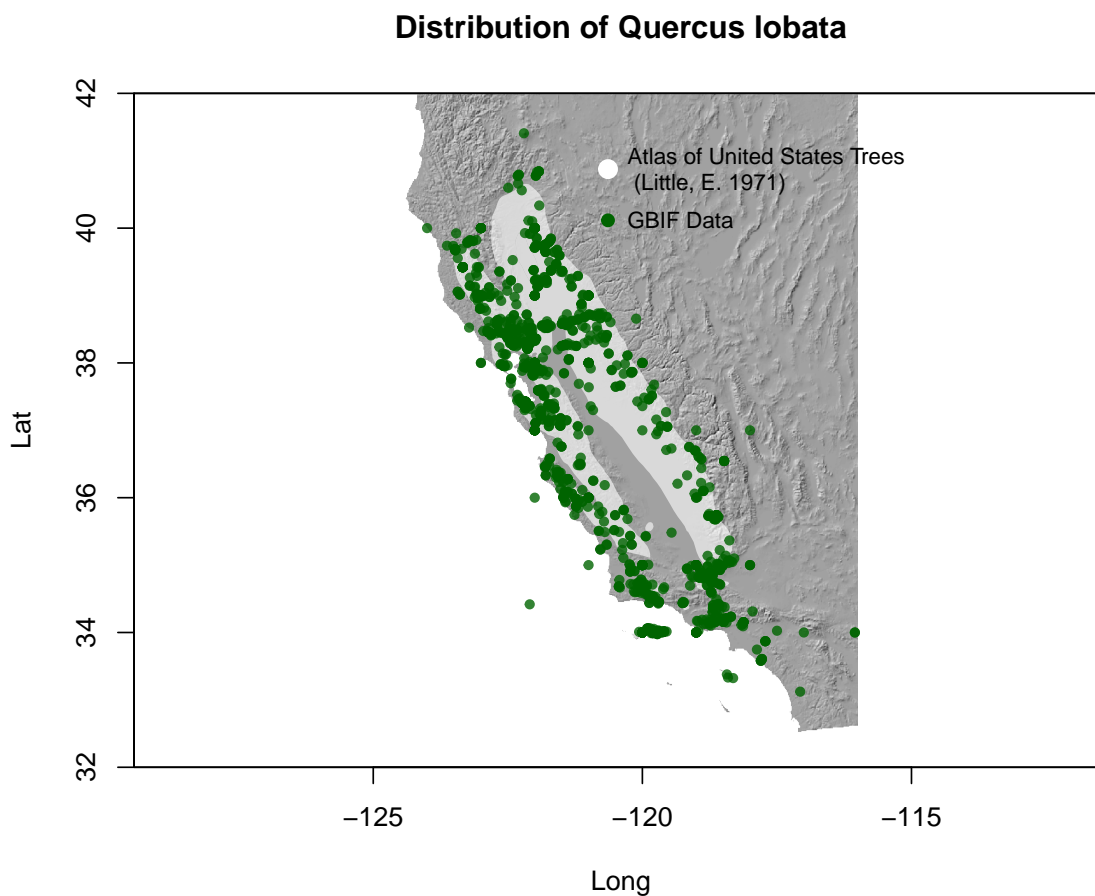 Distribution of Quercus lobata
42
40
38
36
34
32
Lat
Atlas of United States Trees
(Little, E. 1971)
GBIF Data
−125
−120
−115
Long